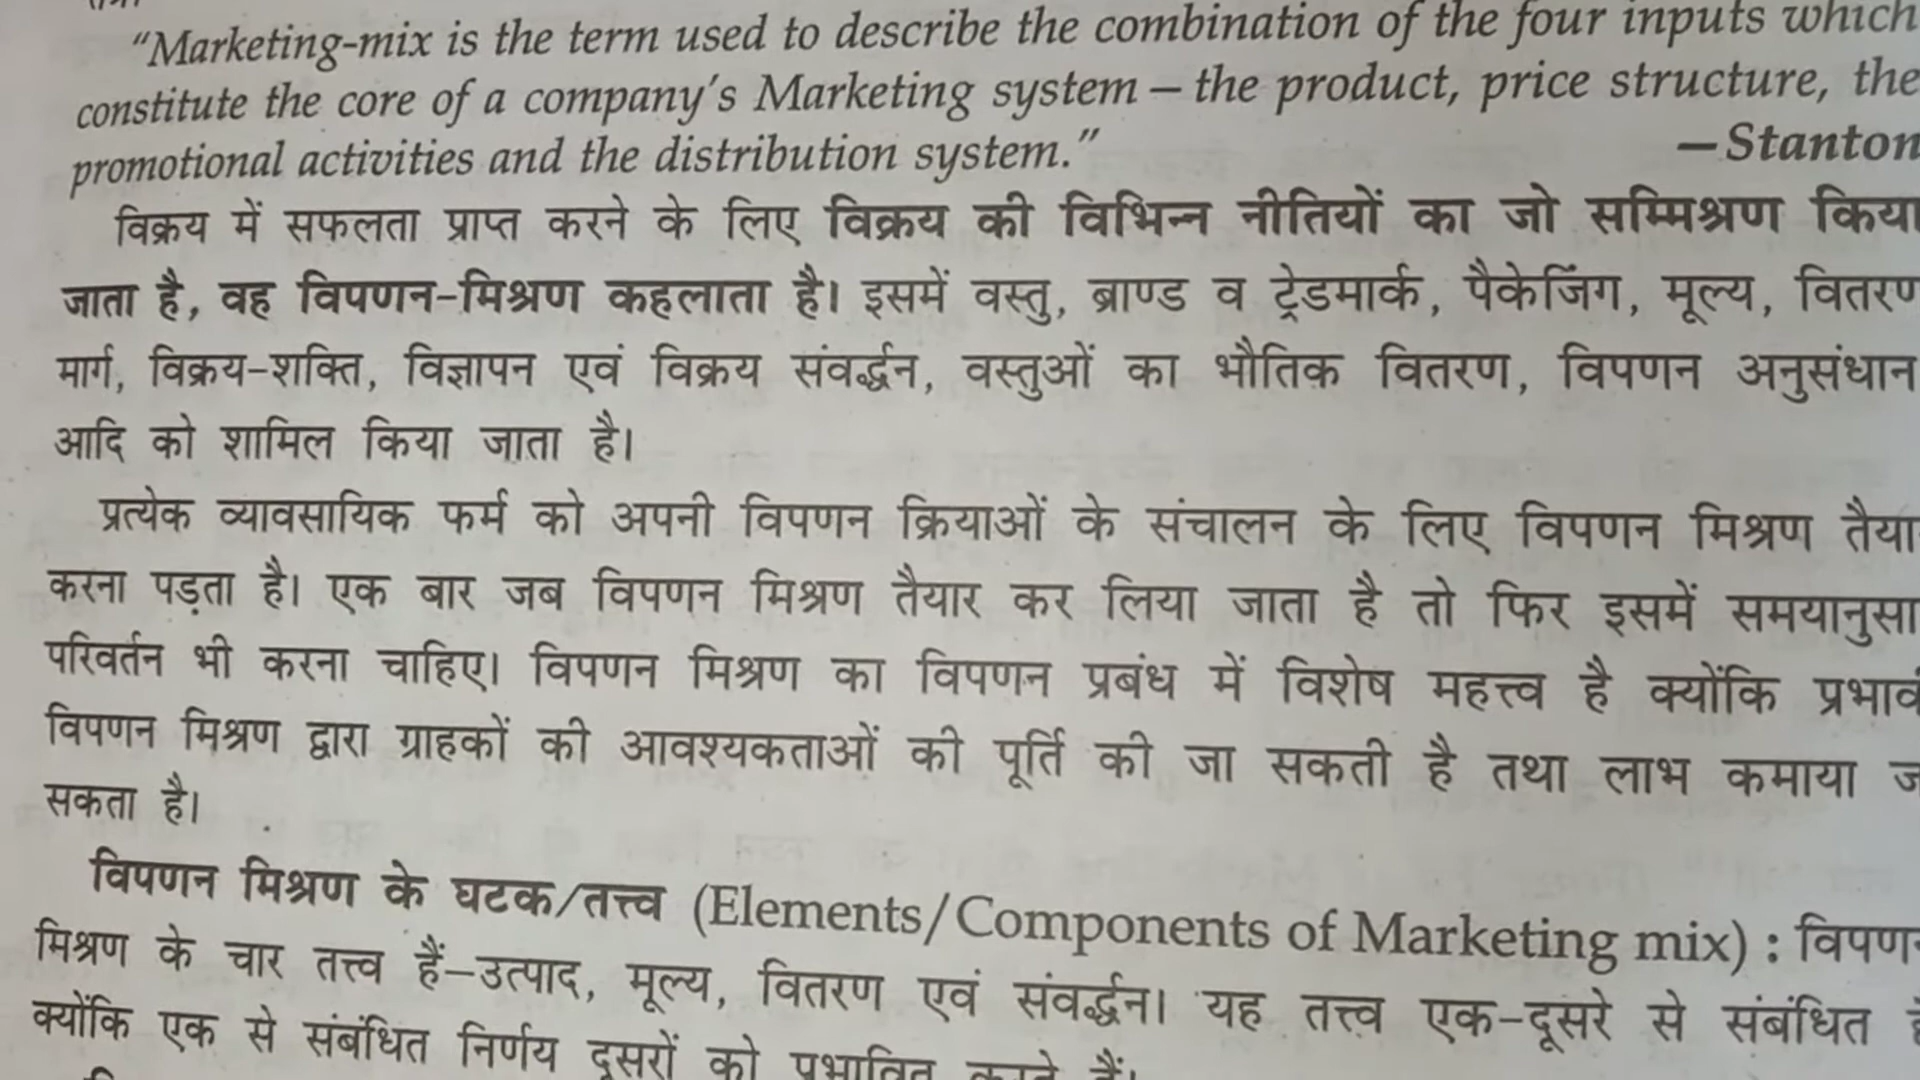 "Marketing-mix is the term used to describe the combination of the four inputs which
constitute the core of a company's Marketing system – the product, price structure, the
promotional activities and the distribution system."
—Stanton
विक्रय में सफलता प्राप्त करने के लिए विक्रय की विभिन्न नीतियों का जो सम्मिश्रण किया
जाता है, वह विपणन-मिश्रण कहलाता है। इसमें वस्तु, ब्राण्ड व ट्रेडमार्क, पैकेजिंग, मूल्य, वितरण
मार्ग, विक्रय-शक्ति, विज्ञापन एवं विक्रय संवर्द्धन, वस्तुओं का भौतिक वितरण, विपणन अनुसंधान
आदि को शामिल किया जाता है।
प्रत्येक व्यावसायिक फर्म को अपनी विपणन क्रियाओं के संचालन के लिए विपणन मिश्रण तैया
करना पड़ता है। एक बार जब विपणन मिश्रण तैयार कर लिया जाता है तो फिर इसमें समयानुसा
परिवर्तन भी करना चाहिए। विपणन मिश्रण का विपणन प्रबंध में विशेष महत्त्व है क्योंकि प्रभाव
विपणन मिश्रण द्वारा ग्राहकों की आवश्यकताओं की पूर्ति की जा सकती है तथा लाभ कमाया ज
सकता है।
विपणन मिश्रण के घटक/तत्त्व (Elements/Components of Marketing mix) : विपणन
मिश्रण के चार तत्त्व हैं–उत्पाद, मूल्य, वितरण एवं संवर्द्धन। यह तत्त्व एक-दूसरे से संबंधित
क्योंकि एक से संबंधित निर्णय दूसरों को प्रभावित करते हैं।